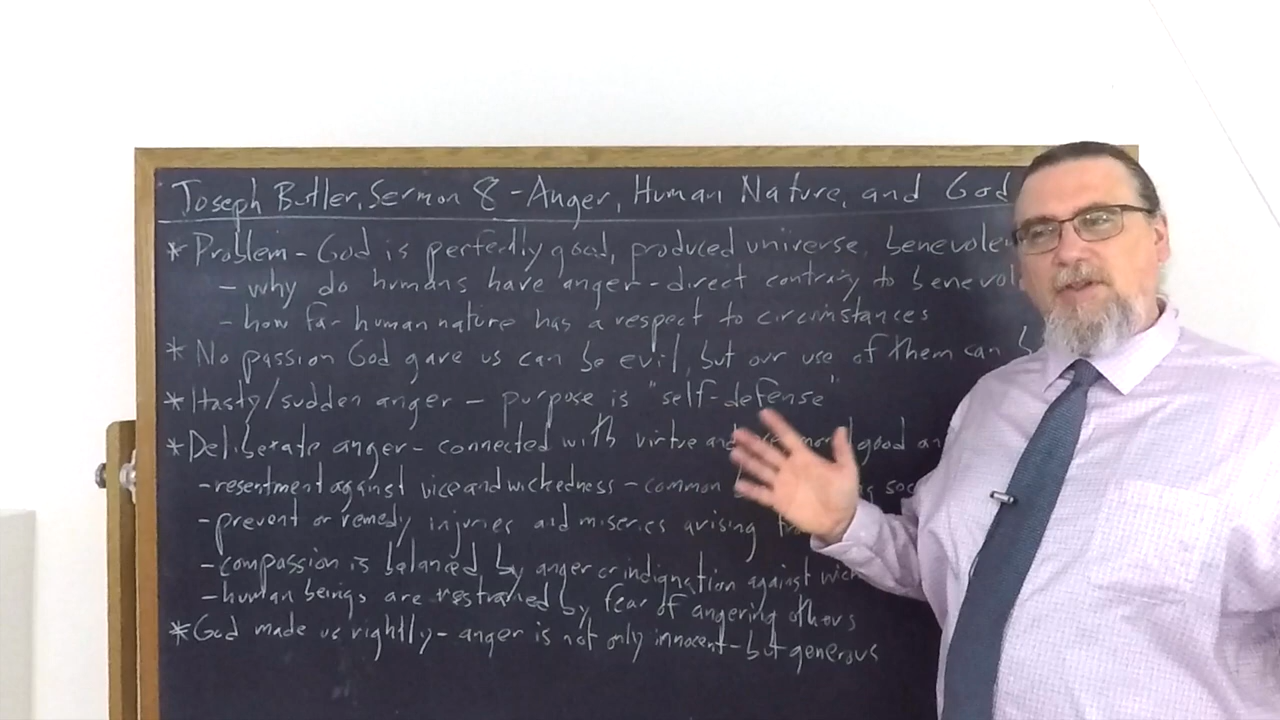 Joseph Butler, Sermon 8 - Anger, Human Nature, and God
* Problem - God is perfectly good, produced universe, benevolen
- why do humans have anger - direct contrary to benevol
- how far human nature has a respect to circumstances
* No passion God gave us can be evil, but our use of them can b
* Hasty/sudden anger - purpose is "self-defense"
* Deliberate anger - connected with virtue and good an
- resentment against vice and wickedness - common soc
- prevent or remedy injuries and miseries arising
- compassion is balanced by anger or indignation against wick
- human beings are restrained by fear of angering others
* God made us rightly - anger is not only innocent - but generous